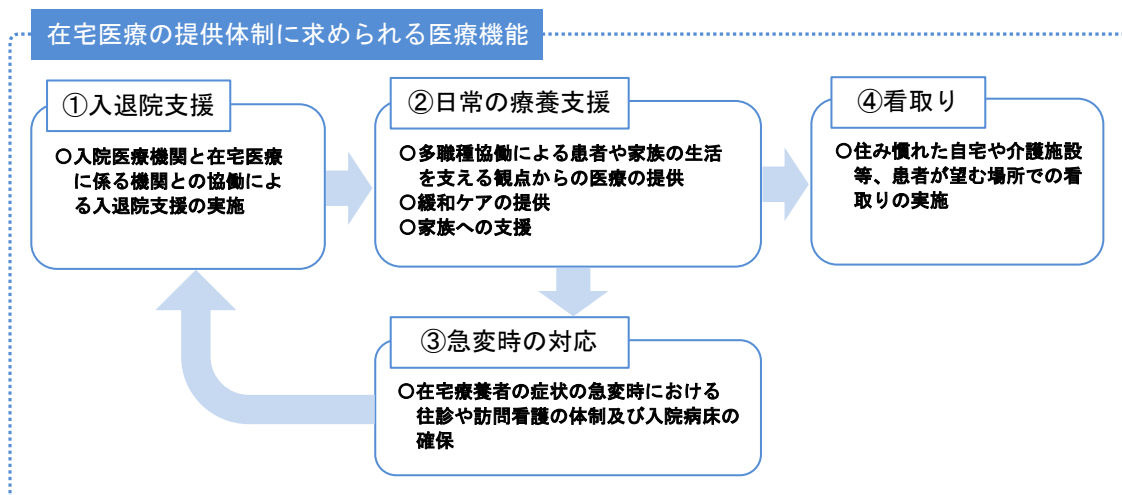 在宅医療の提供体制に求められる医療機能
①入退院支援
○入院医療機関と在宅医療
に係る機関との協働によ
る入退院支援の実施
②日常の療養支援
○多職種協働による患者や家族の生活
を支える観点からの医療の提供
○緩和ケアの提供
○家族への支援
④看取り
○住み慣れた自宅や介護施設
等、患者が望む場所での看
取りの実施
③急変時の対応
○在宅療養者の症状の急変時における
往診や訪問看護の体制及び入院病床の
確保